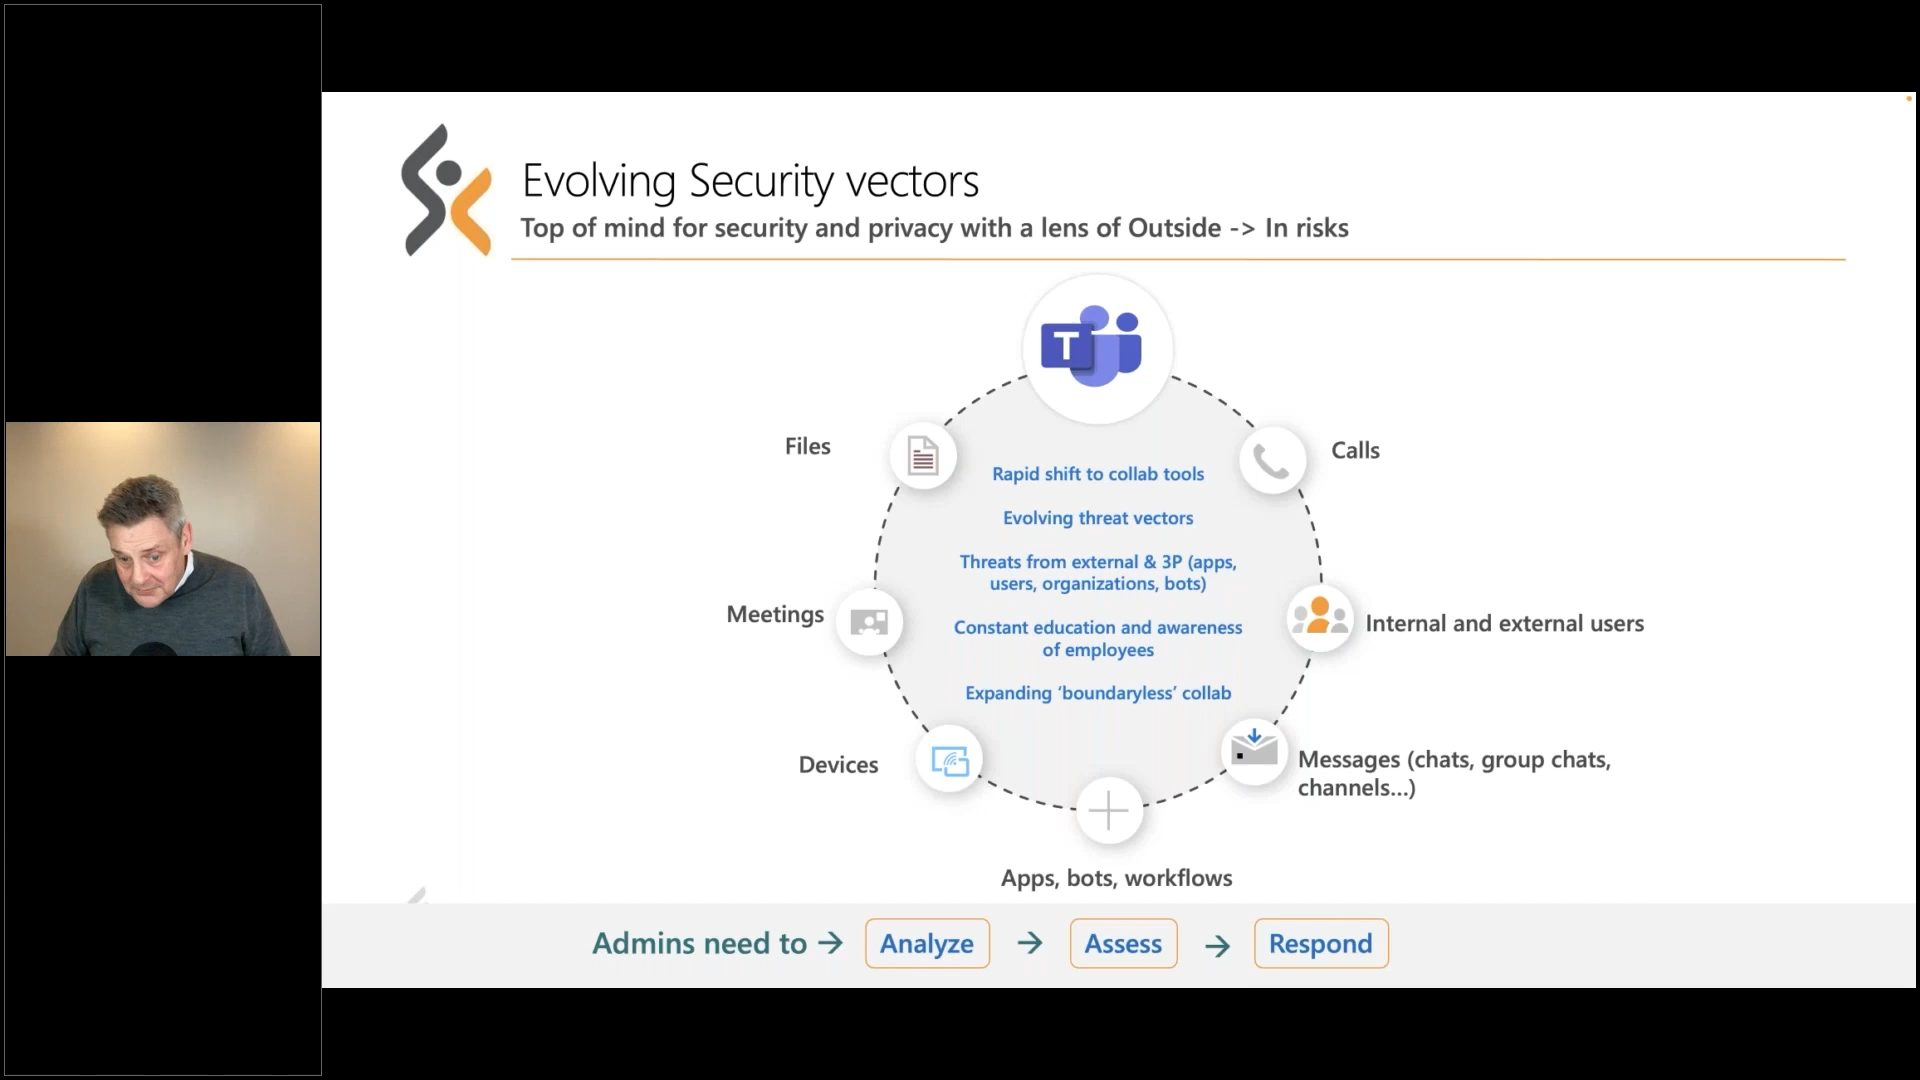 Evolving Security vectors
Top of mind for security and privacy with a lens of Outside -> In risks
T
Files
Calls
Rapid shift to collab tools
Evolving threat vectors
Threats from external & 3P (apps,
users, organizations, bots)
Meetings
Internal and external users
Constant education and awareness
of employees
Expanding ‘boundaryless’ collab
Devices
Messages (chats, group chats,
channels...)
Apps, bots, workflows
Admins need to → Analyze → Assess → Respond